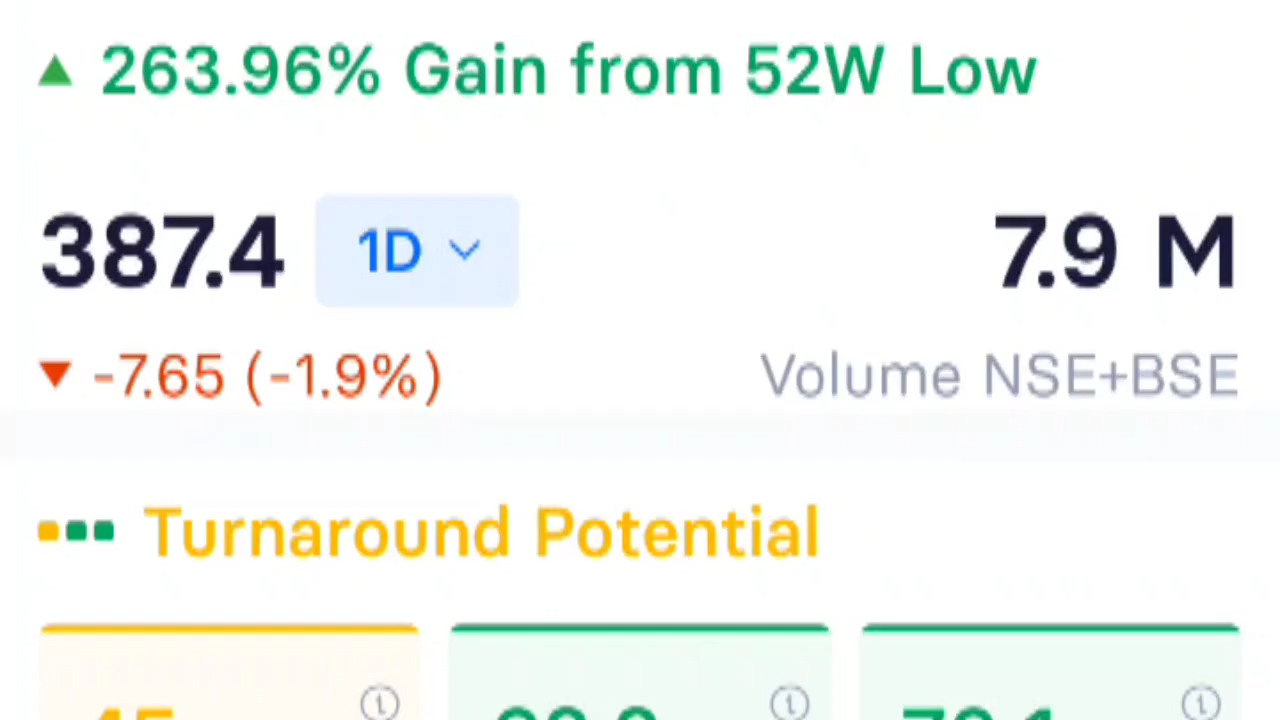 ▲ 263.96% Gain from 52W Low
387.4 1D 7.9 M
▼ -7.65 (-1.9%) Volume NSE+BSE
Turnaround Potential